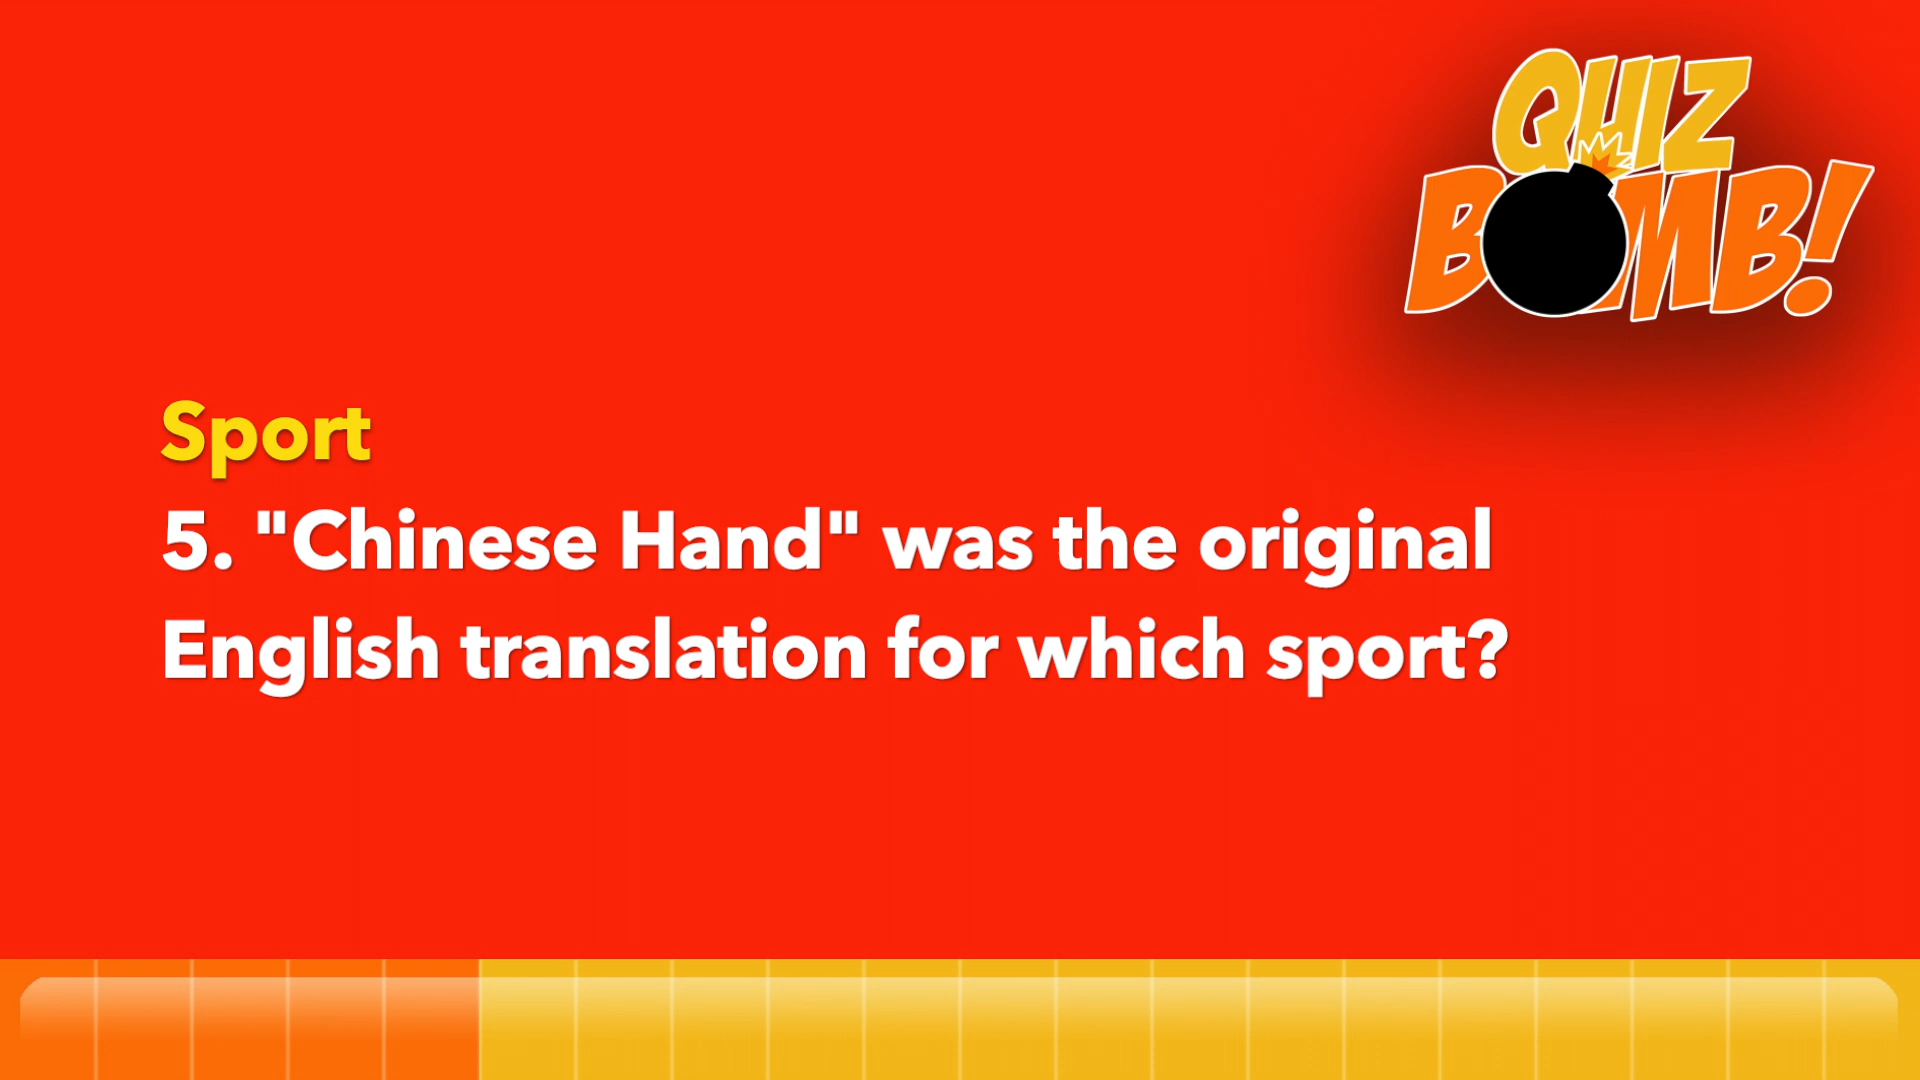 QUIZ
BOMB!
Sport
5. "Chinese Hand" was the original
English translation for which sport?